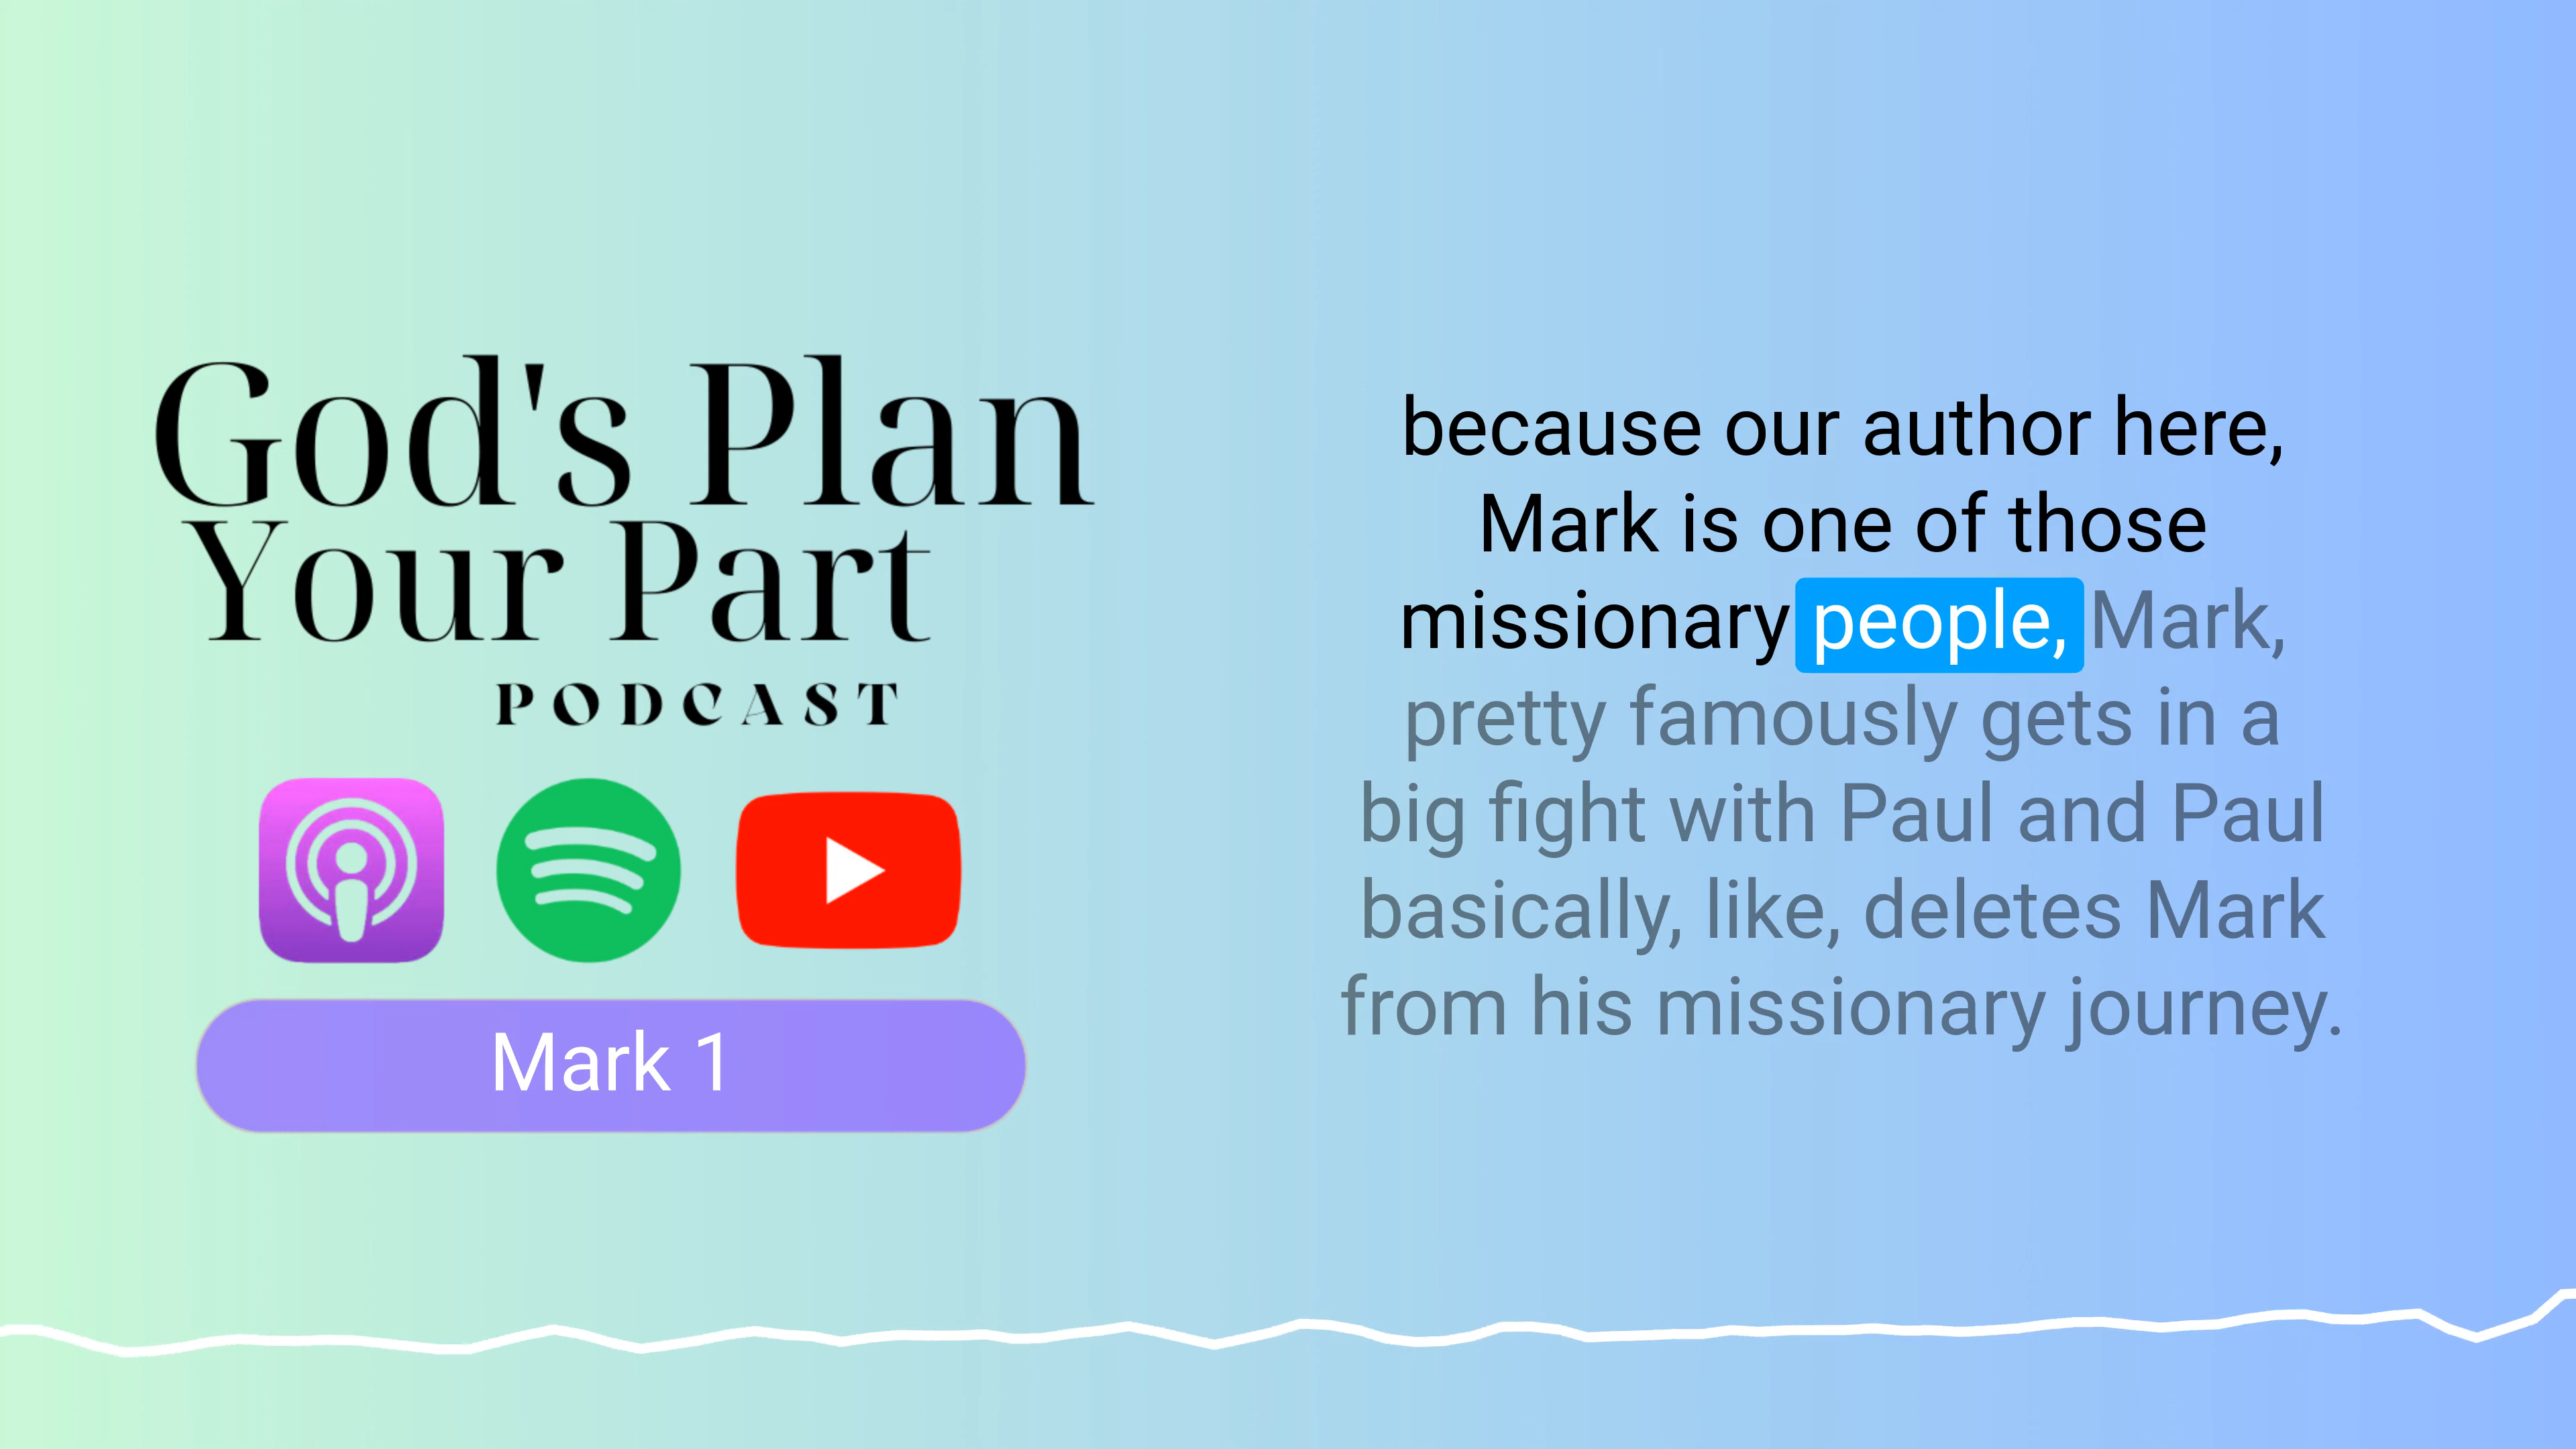 God's Plan
Your Part
PODCAST
Mark 1
because our author here,
Mark is one of those
missionary people, Mark,
pretty famously gets in a
big fight with Paul and Paul
basically, like, deletes Mark
from his missionary journey.